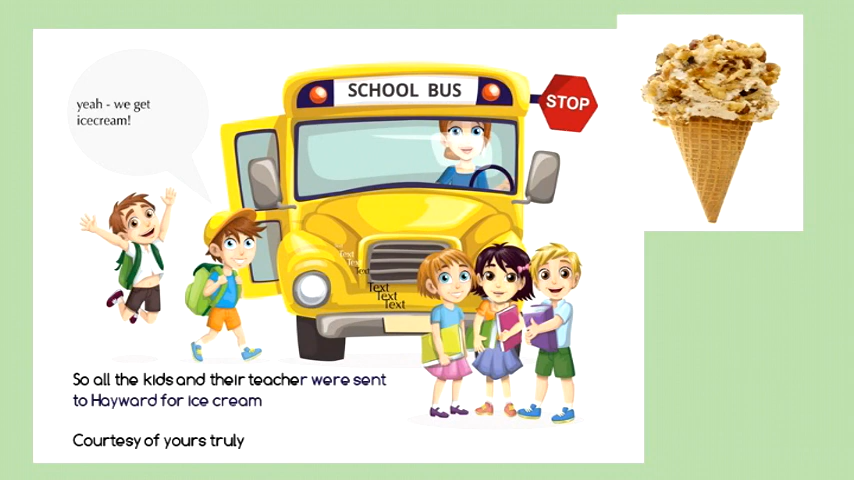 yeah - we get
icecream!
SCHOOL BUS
STOP
Text
Text
Text
Text
Text
Text
So all the kids and their teacher were sent
to Hayward for ice cream
Courtesy of yours truly